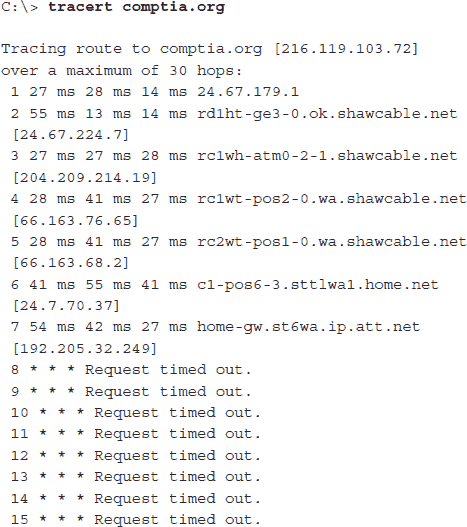 C:\> tracert comptia.org
Tracing route to comptia.org [216.119.103.72]
over a maximum of 30 hops:
1 27 ms 28 ms 14 ms 24.67.179.1
2 55 ms 13 ms 14 ms rd1ht-ge3-0.ok.shawcable.net
[24.67.224.7]
3 27 ms 27 ms 28 ms rc1wh-atm0-2-1.shawcable.net
[204.209.214.19]
4 28 ms 41 ms 27 ms rc1wt-pos2-0.wa.shawcable.net
[66.163.76.65]
5 28 ms 41 ms 27 ms rc2wt-pos1-0.wa.shawcable.net
[66.163.68.2]
6 41 ms 55 ms 41 ms c1-pos6-3.sttlwa1.home.net
[24.7.70.37]
7 54 ms 42 ms 27 ms home-gw.st6wa.ip.att.net
[192.205.32.249]
8 * * * Request timed out.
9 * * * Request timed out.
10 * * * Request timed out.
11 * * * Request timed out.
12 * * * Request timed out.
13 * * * Request timed out.
14 * * * Request timed out.
15 * * * Request timed out.